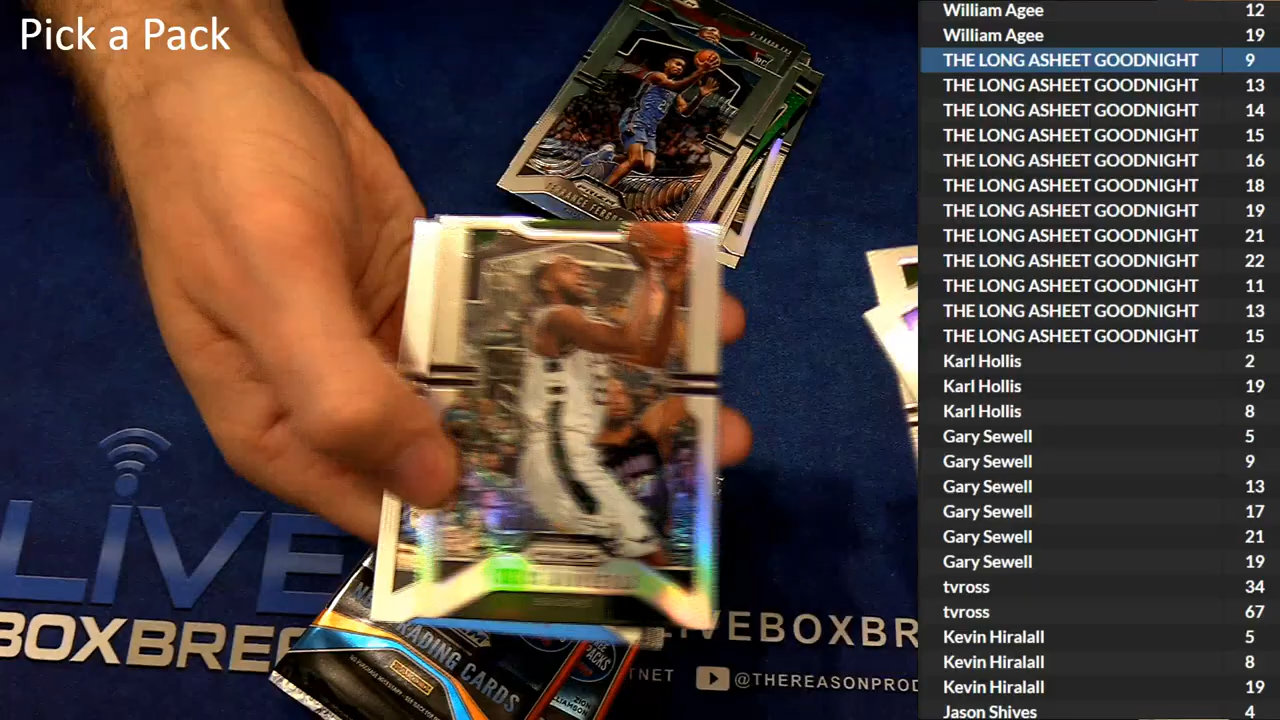 Pick a Pack
William Agee 12
William Agee 19
THE LONG ASHEET GOODNIGHT 9
THE LONG ASHEET GOODNIGHT 13
THE LONG ASHEET GOODNIGHT 14
THE LONG ASHEET GOODNIGHT 15
THE LONG ASHEET GOODNIGHT 16
THE LONG ASHEET GOODNIGHT 18
THE LONG ASHEET GOODNIGHT 19
THE LONG ASHEET GOODNIGHT 21
THE LONG ASHEET GOODNIGHT 22
THE LONG ASHEET GOODNIGHT 11
THE LONG ASHEET GOODNIGHT 13
THE LONG ASHEET GOODNIGHT 15
Karl Hollis 2
Karl Hollis 19
Karl Hollis 8
Gary Sewell 5
Gary Sewell 9
Gary Sewell 13
Gary Sewell 17
Gary Sewell 21
Gary Sewell 19
tvross 34
tvross 67
Kevin Hiralall 5
Kevin Hiralall 8
Kevin Hiralall 19
Jason Shives 4
LIVE
BOXBRE
LIVEBOXBR
TNET @THEREASONPROD
TRADING CARDS
PACKS
ZION